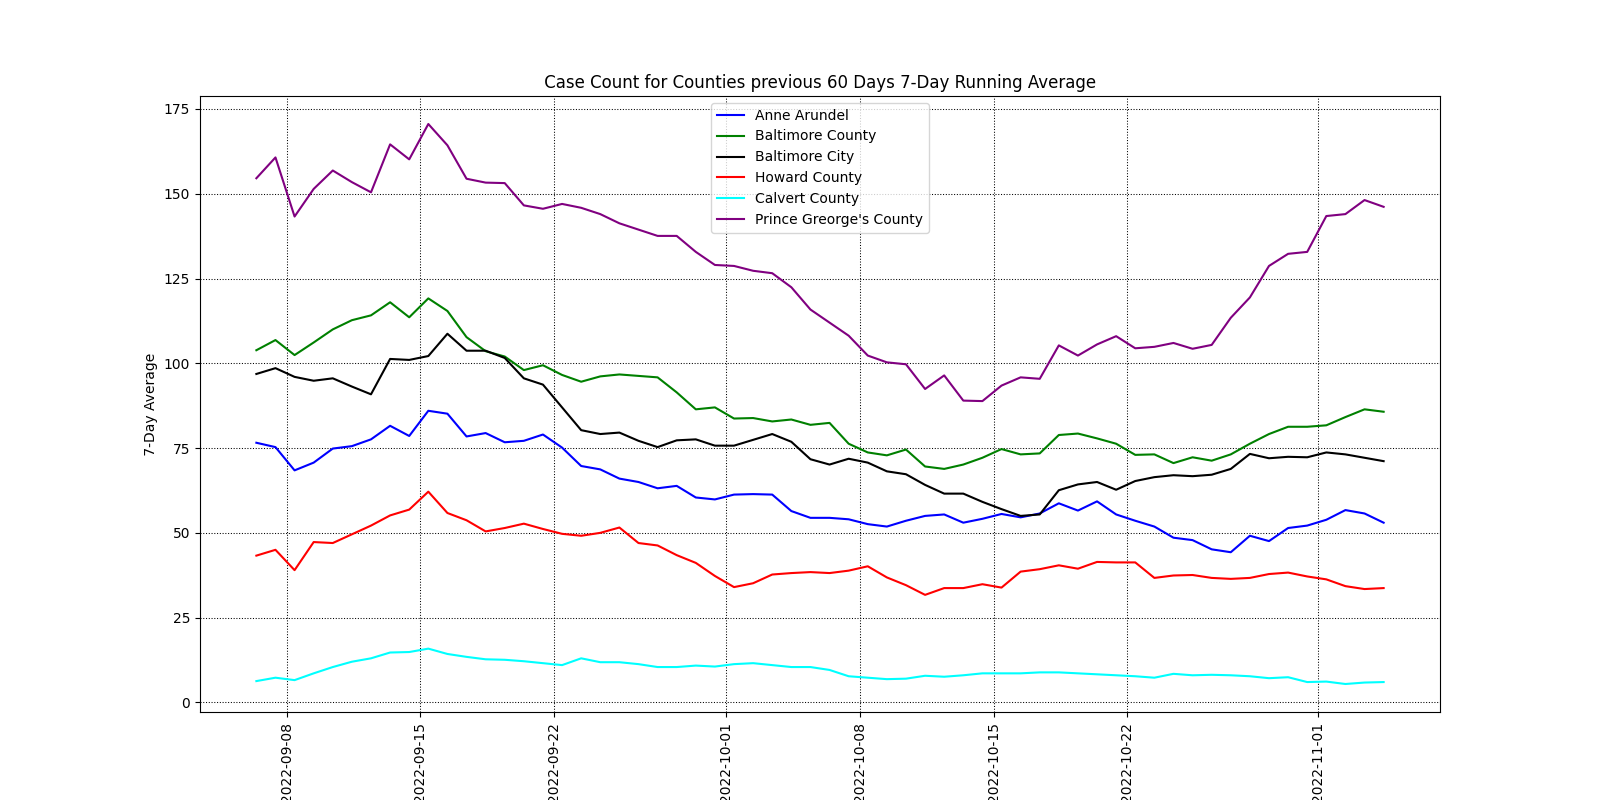 Case Count for Counties previous 60 Days 7-Day Running Average
175
150
125
100
75
50
25
0
7-Day Average
Anne Arundel
Baltimore County
Baltimore City
Howard County
Calvert County
Prince Greorge's County
2022-09-08
2022-09-15
2022-09-22
2022-10-01
2022-10-08
2022-10-15
2022-10-22
2022-11-01